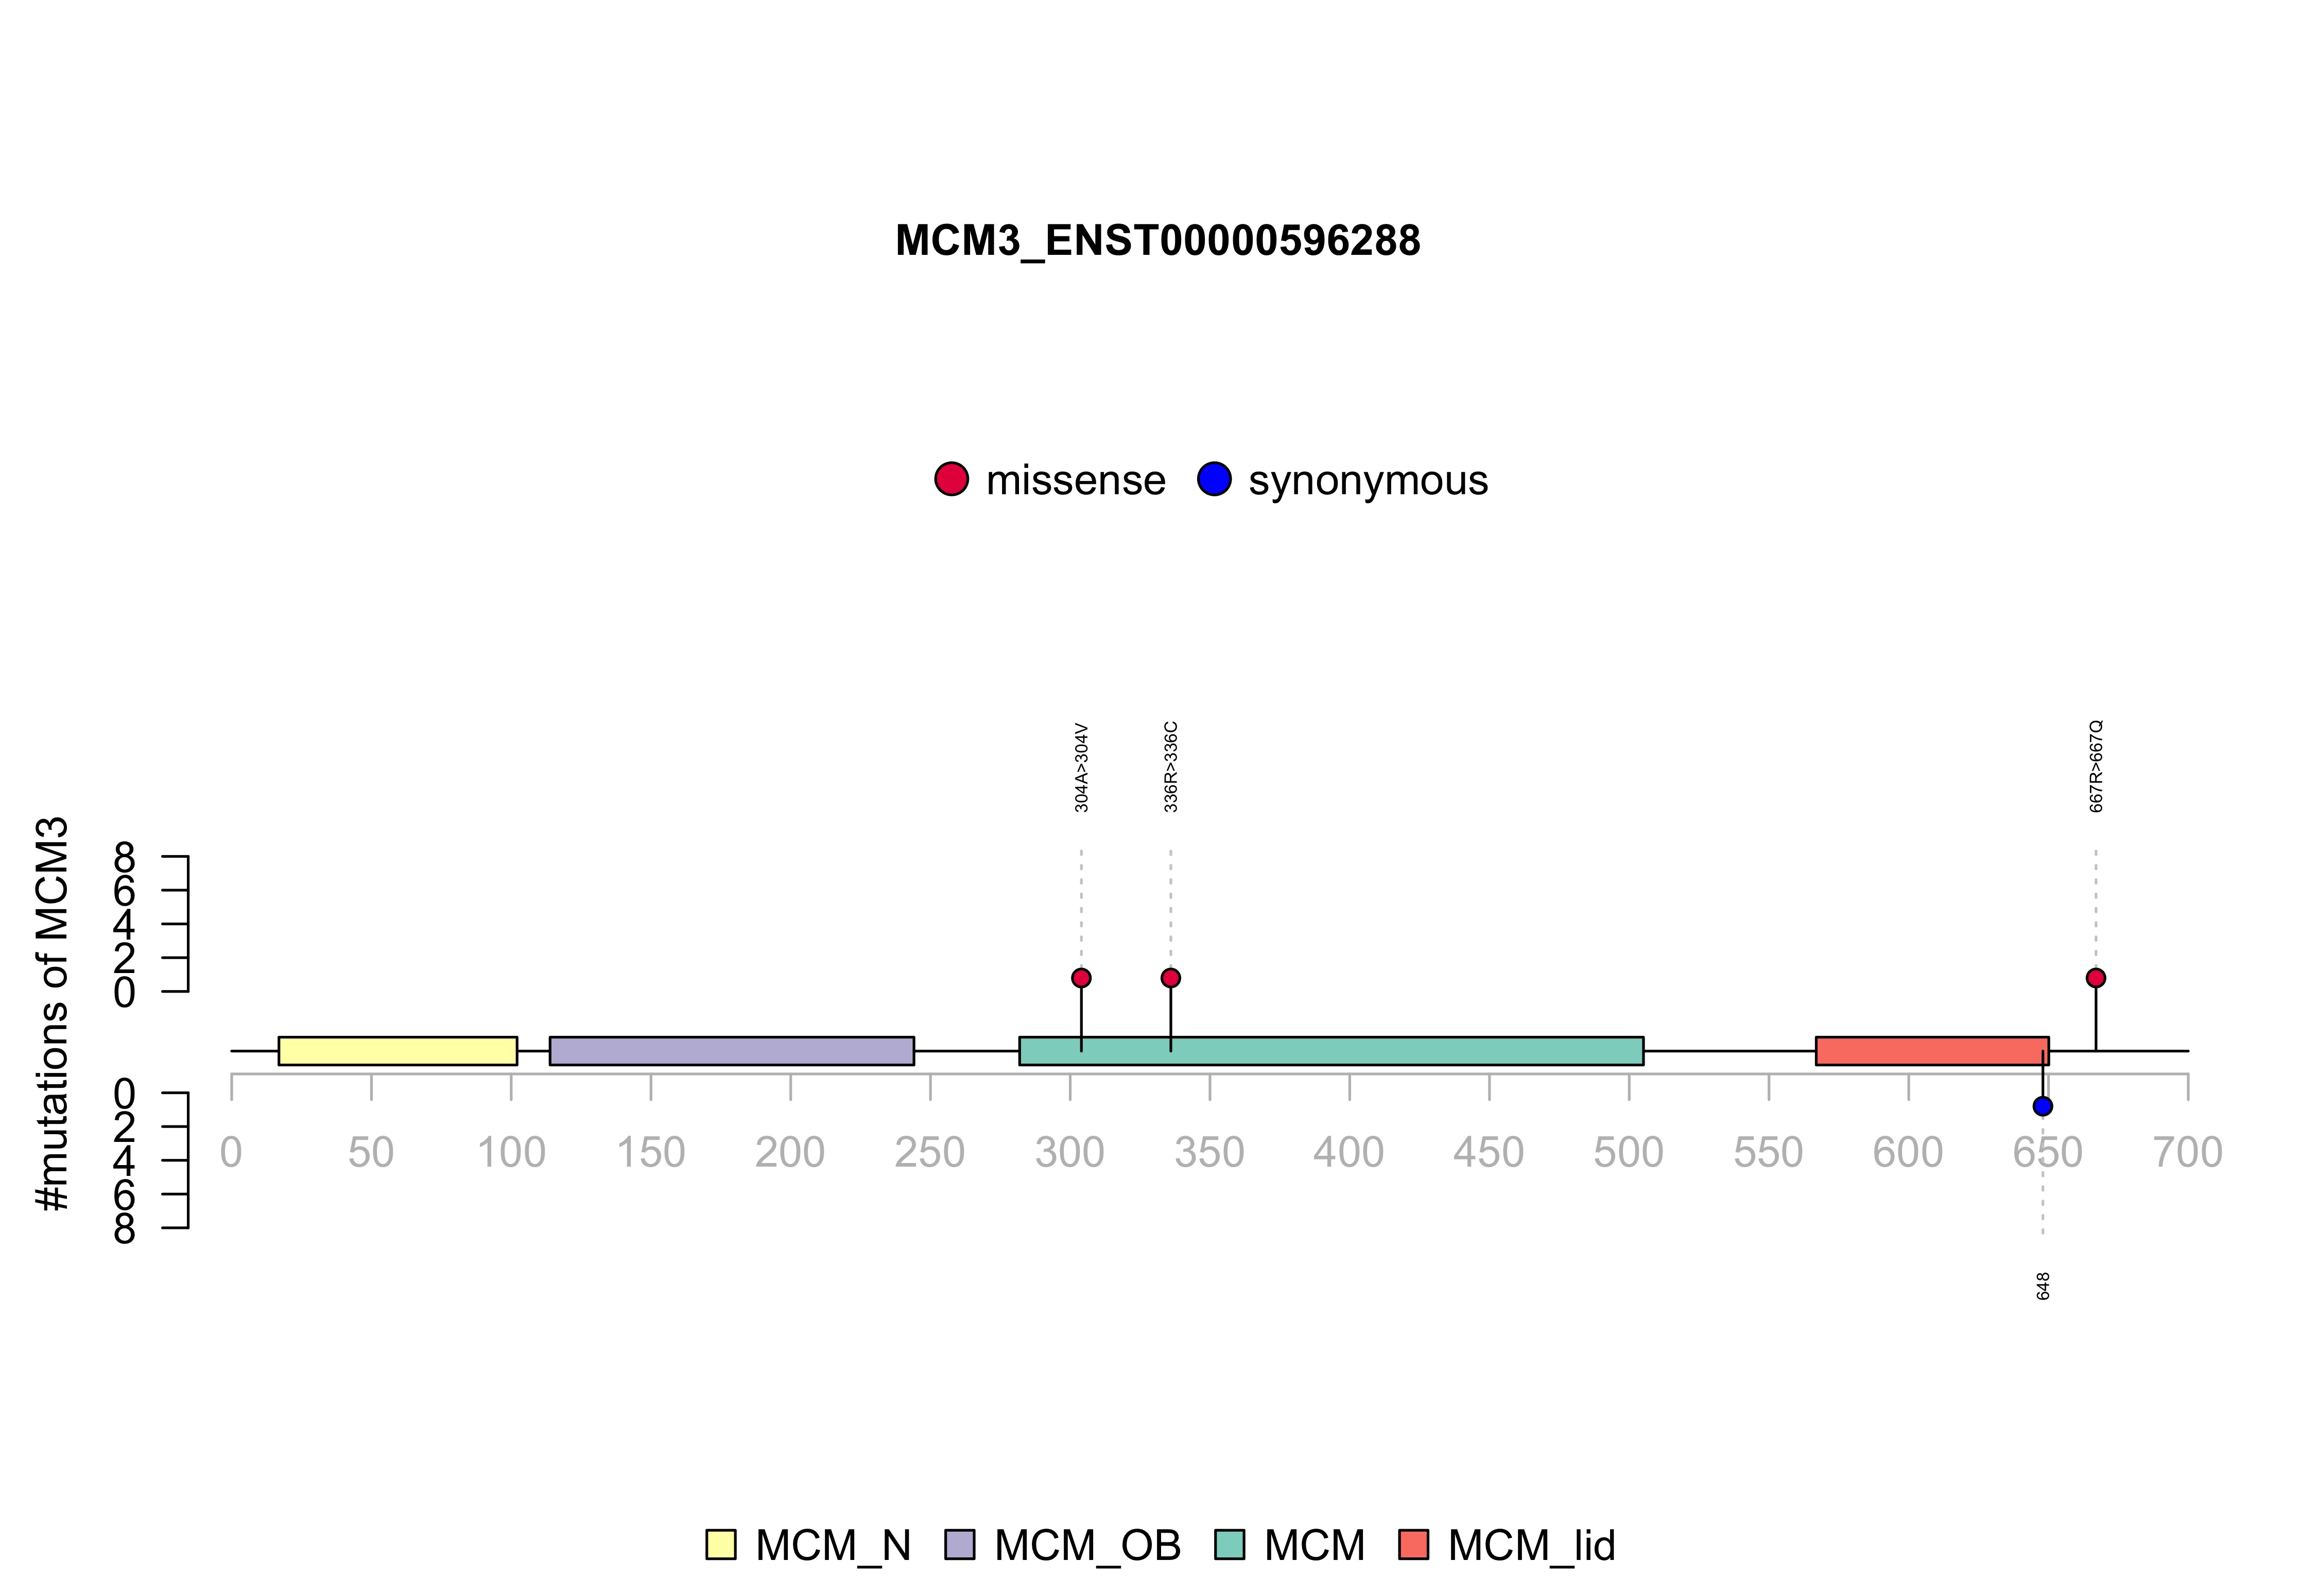 MCM3_ENST00000596288
missense synonymous
304A>304V
336R>336C
667R>667Q
#mutations of MCM3
8
6
4
2
0
0
2
4
6
8
0 50 100 150 200 250 300 350 400 450 500 550 600 650 700
648
MCM_N MCM_OB MCM MCM_lid